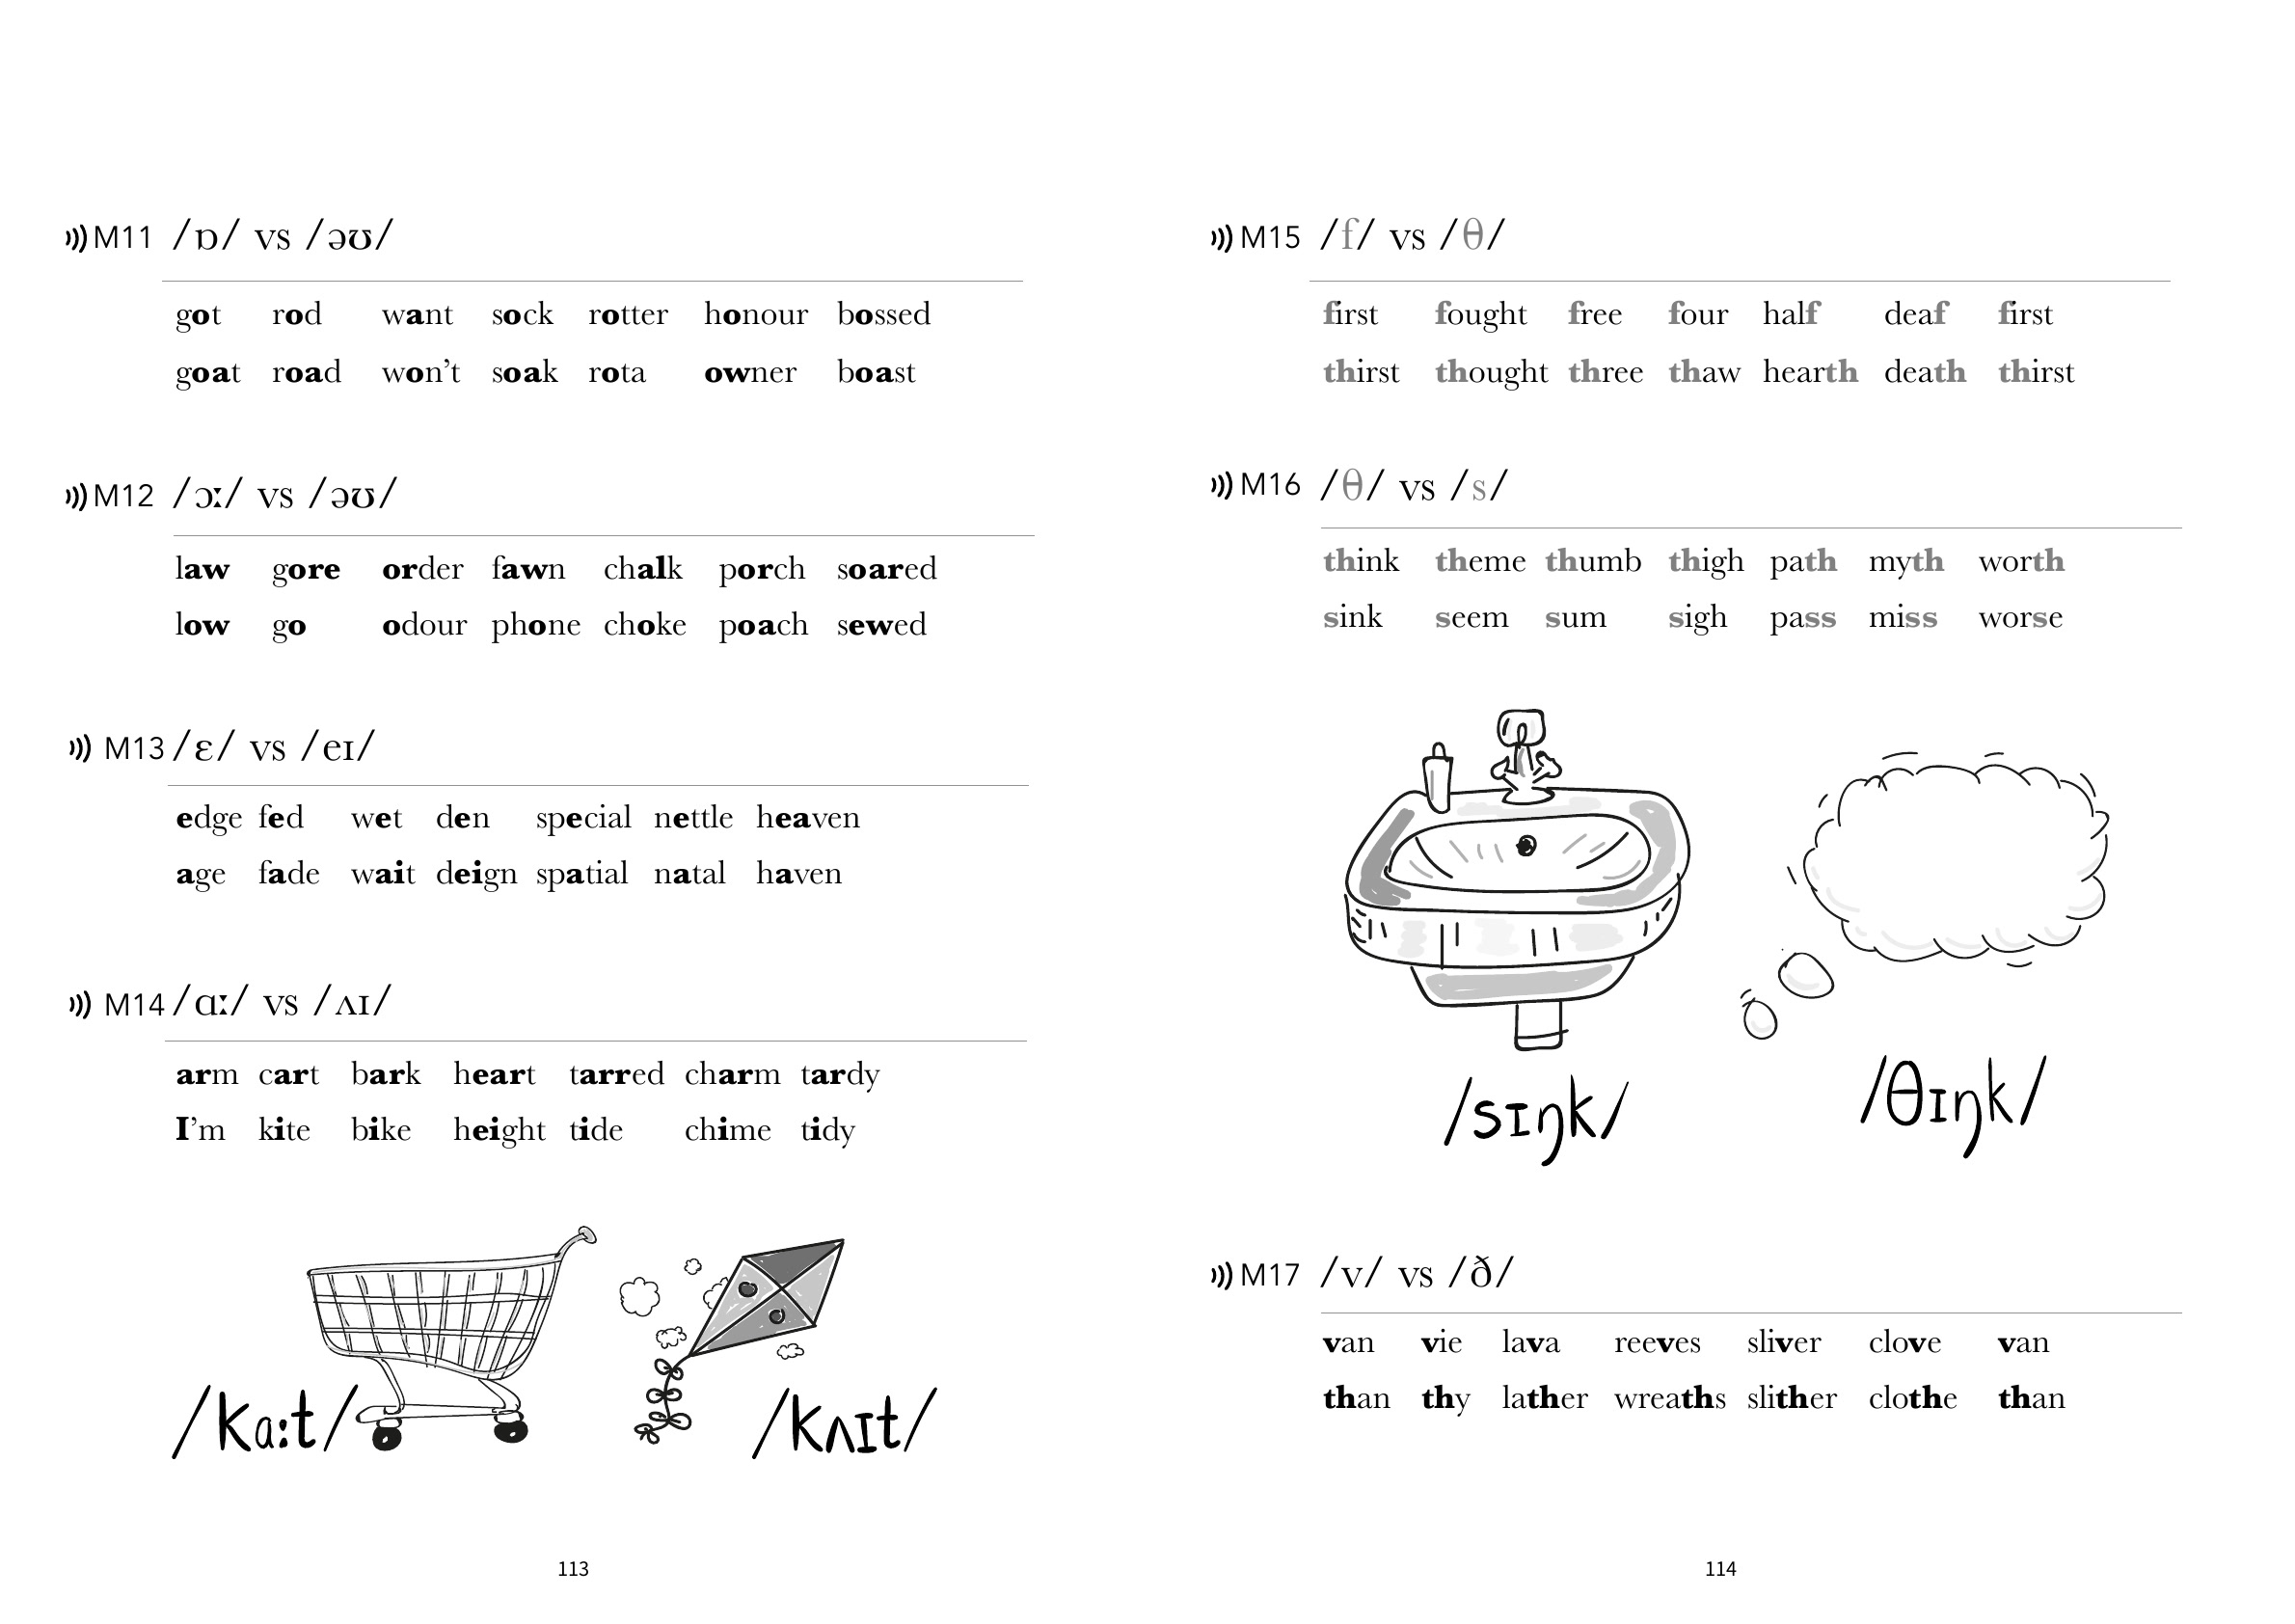 M11 /ɒ/ vs /əʊ/
got rod want sock rotter honour bossed
goat road won’t soak rota owner boast
M12 /ɔː/ vs /əʊ/
law gore order fawn chalk porch soared
low go odour phone choke poach sewed
M13 /ɛ/ vs /eɪ/
edge fed wet den special nettle heaven
age fade wait deign spatial natal haven
M14 /ɑː/ vs /ʌɪ/
arm cart bark heart tarred charm tardy
I’m kite bike height tide chime tidy
/kɑːt/ /kʌɪt/
113
M15 /f/ vs /θ/
first fought free four half deaf first
thirst thought three thaw hearth death thirst
M16 /θ/ vs /s/
think theme thumb thigh path myth worth
sink seem sum sigh pass miss worse
/sɪŋk/ /θɪŋk/
M17 /v/ vs /ð/
van vie lava reeves sliver clove van
than thy lather wreaths slither clothe than
114